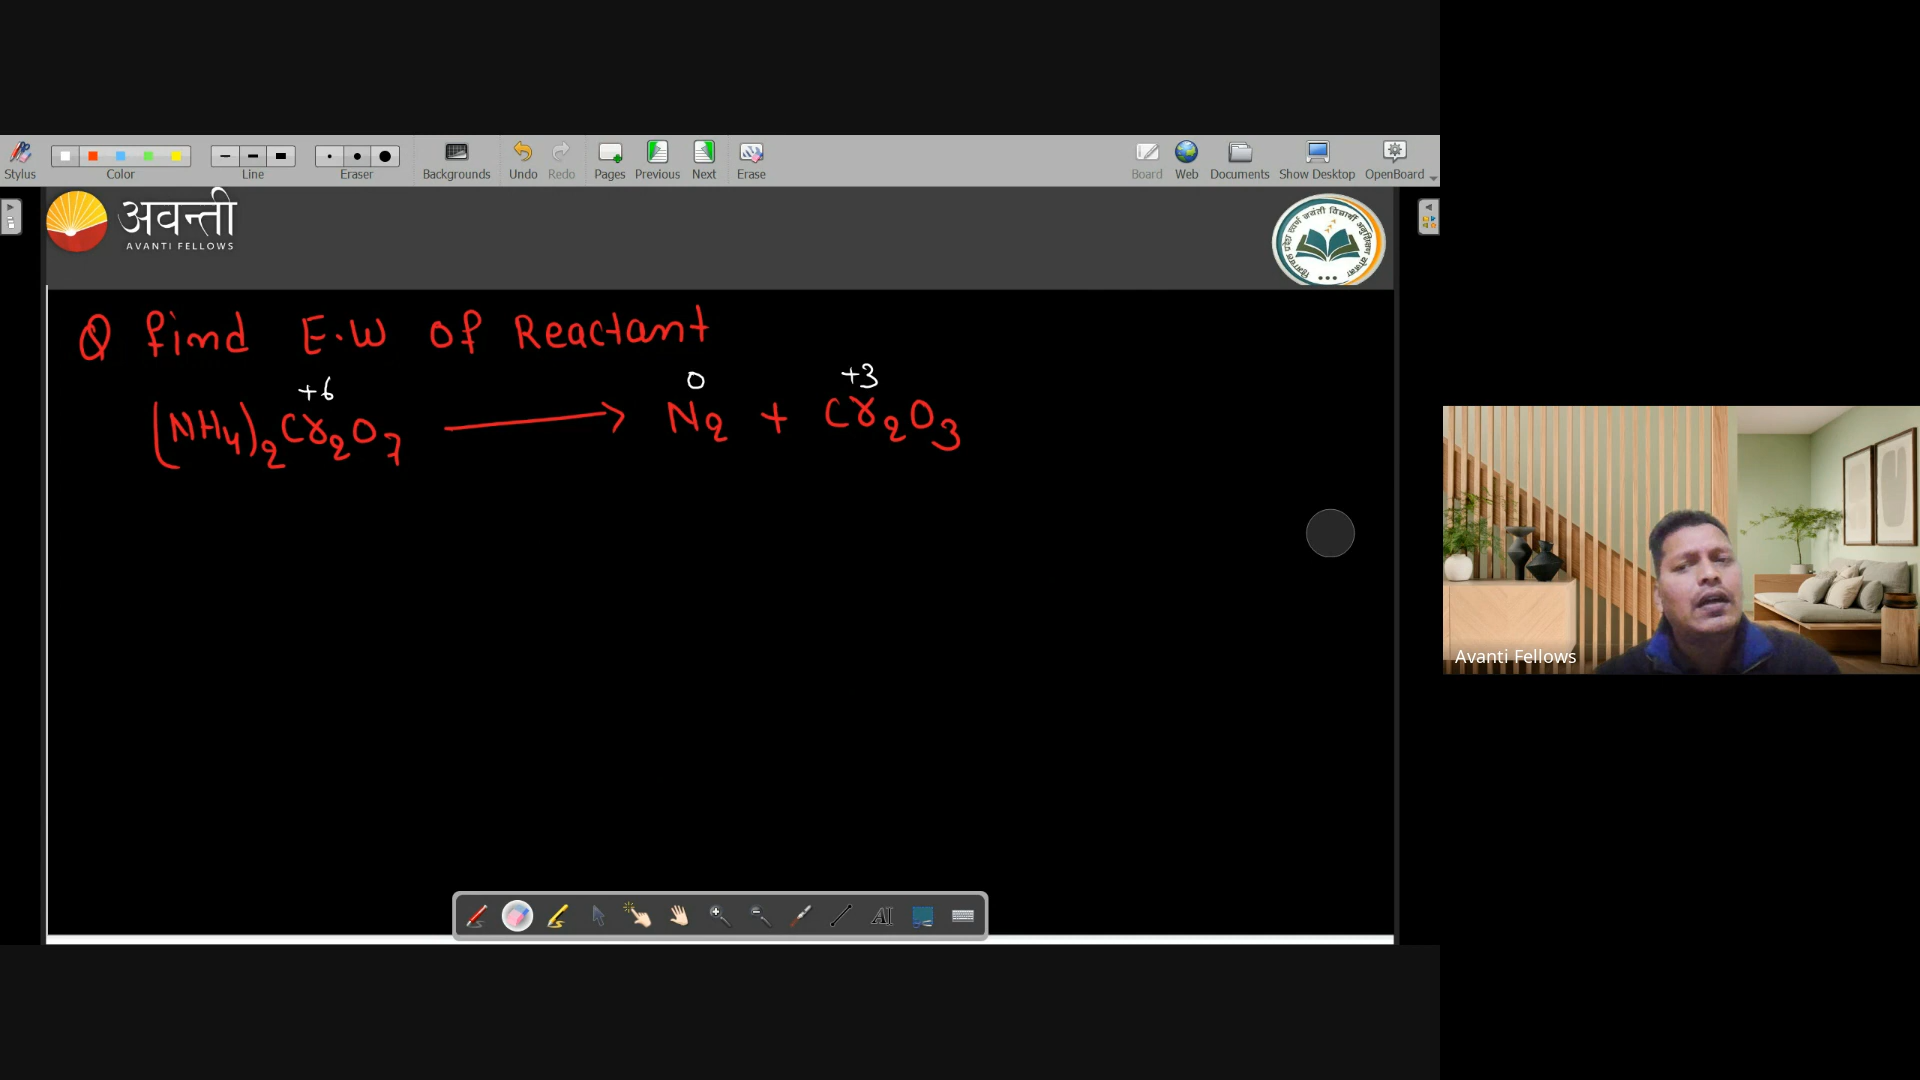 Stylus
Color
Line
Eraser
Backgrounds
Undo
Redo
Pages
Previous
Next
Erase
Board
Web
Documents
Show Desktop
OpenBoard
अवन्ती
AVANTI FELLOWS
Q find E.W of Reactant
+6 0 +3
(NH4)2Cr2O7 ⟶ N2 + Cr2O3
Avanti Fellows